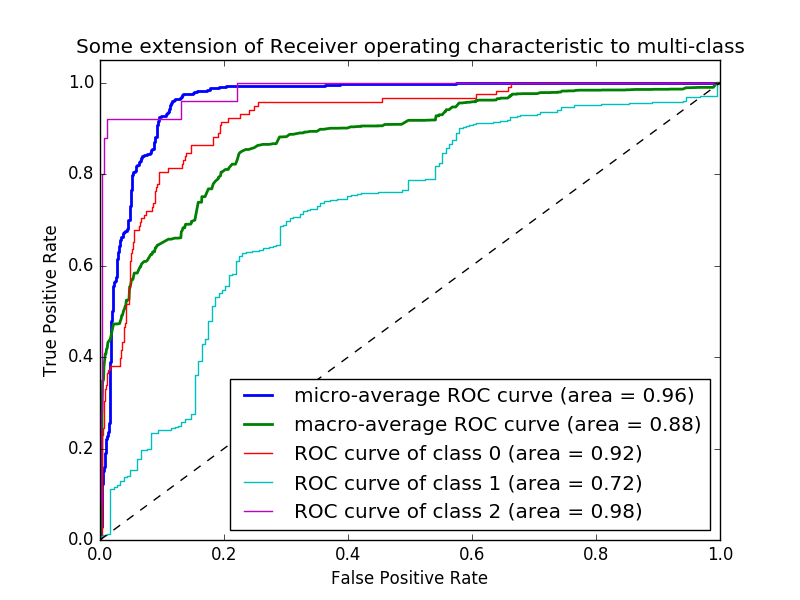 Some extension of Receiver operating characteristic to multi-class
1.0
0.8
0.6
0.4
0.2
0.0
True Positive Rate
micro-average ROC curve (area = 0.96)
macro-average ROC curve (area = 0.88)
ROC curve of class 0 (area = 0.92)
ROC curve of class 1 (area = 0.72)
ROC curve of class 2 (area = 0.98)
0.0 0.2 0.4 0.6 0.8 1.0
False Positive Rate